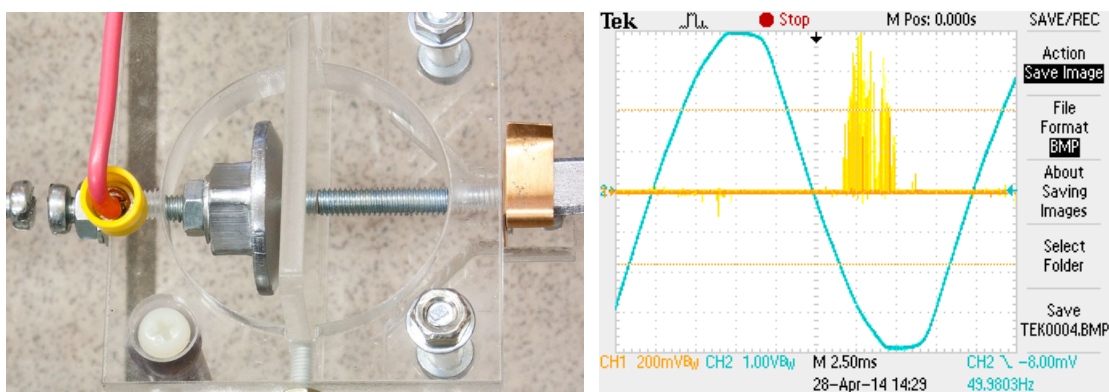 Tek Stop M Pos: 0.000s SAVE/REC
Action
Save Image
File
Format
BMP
About
Saving
Images
Select
Folder
Save
TEK0004.BMP
CH1 200mVBw CH2 1.00VBw M 2.50ms CH2 \ -8.00mV
28-Apr-14 14:29 49.9803Hz